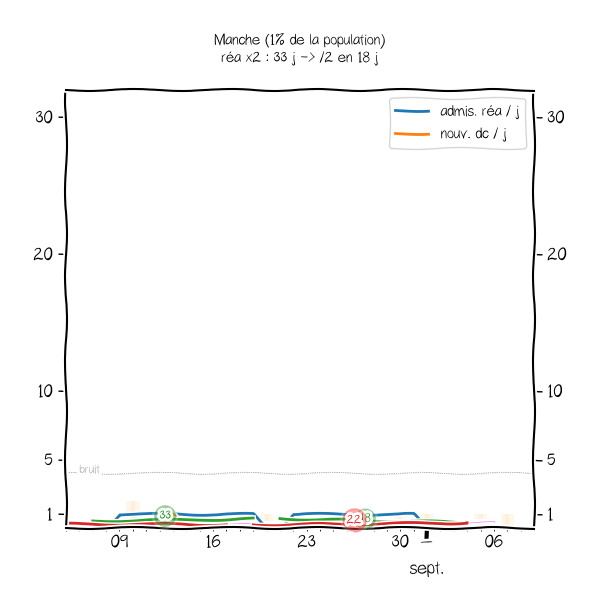 Manche (1% de la population)
réa x2 : 33 j -> /2 en 18 j
admis. réa / j
nouv. dc / j
30 30
20 20
10 10
5 5
bruit
1 1
33 22 8
09 16 23 30 06
sept.